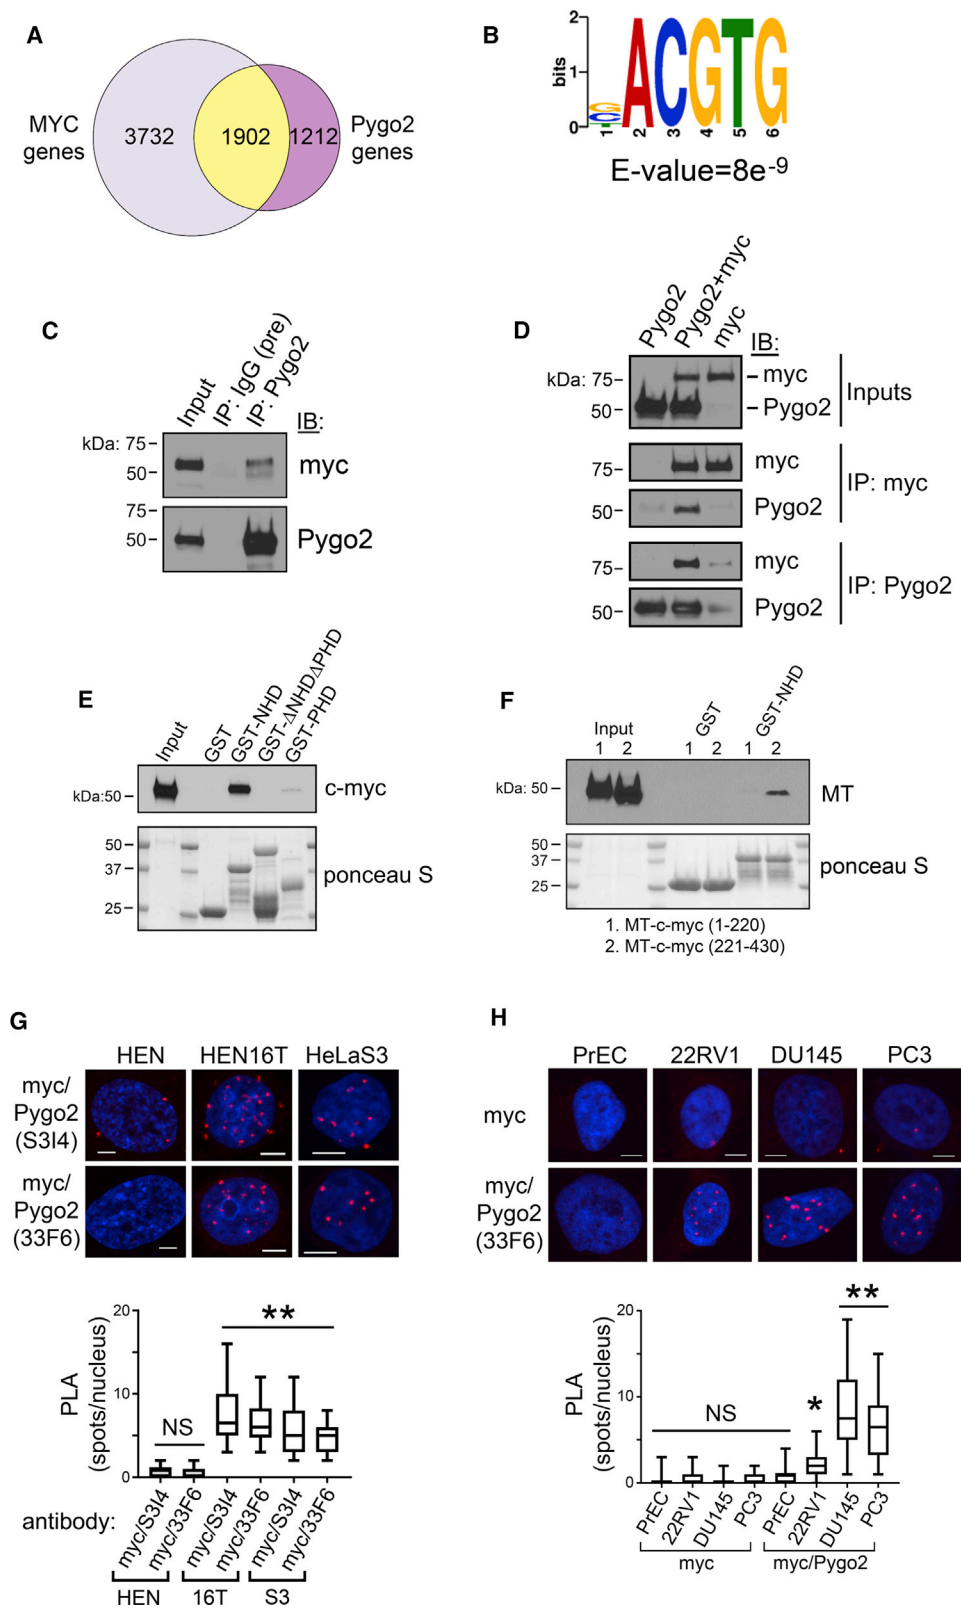 A
MYC
genes
3732
1902
1212
Pygo2
genes
B
bits
2
1
0
G
C
T
ACGTG
1 2 3 4 5 6
E-value=8e-9
C
Input
IP: IgG (pre)
IP: Pygo2
IB:
kDa: 75
50
myc
75
50
Pygo2
D
Pygo2
Pygo2+myc
myc
IB:
kDa: 75
50
myc
Pygo2
Inputs
75
myc
50
Pygo2
IP: myc
75
myc
50
Pygo2
IP: Pygo2
E
Input
GST
GST-NHD
GST-ΔNHDΔPHD
GST-PHD
kDa:50
c-myc
50
37
25
ponceau S
F
Input
GST
GST-NHD
1 2 1 2 1 2
kDa: 50
MT
50
37
25
ponceau S
1. MT-c-myc (1-220)
2. MT-c-myc (221-430)
G
HEN HEN16T HeLaS3
myc/
Pygo2
(S3I4)
myc/
Pygo2
(33F6)
PLA
(spots/nucleus)
20
10
0
NS
**
antibody:
myc/S3I4
myc/33F6
myc/S3I4
myc/33F6
myc/S3I4
myc/33F6
HEN 16T S3
H
PrEC 22RV1 DU145 PC3
myc
myc/
Pygo2
(33F6)
PLA
(spots/nucleus)
20
10
0
NS
*
**
PrEC
22RV1
DU145
PC3
PrEC
22RV1
DU145
PC3
myc myc/Pygo2